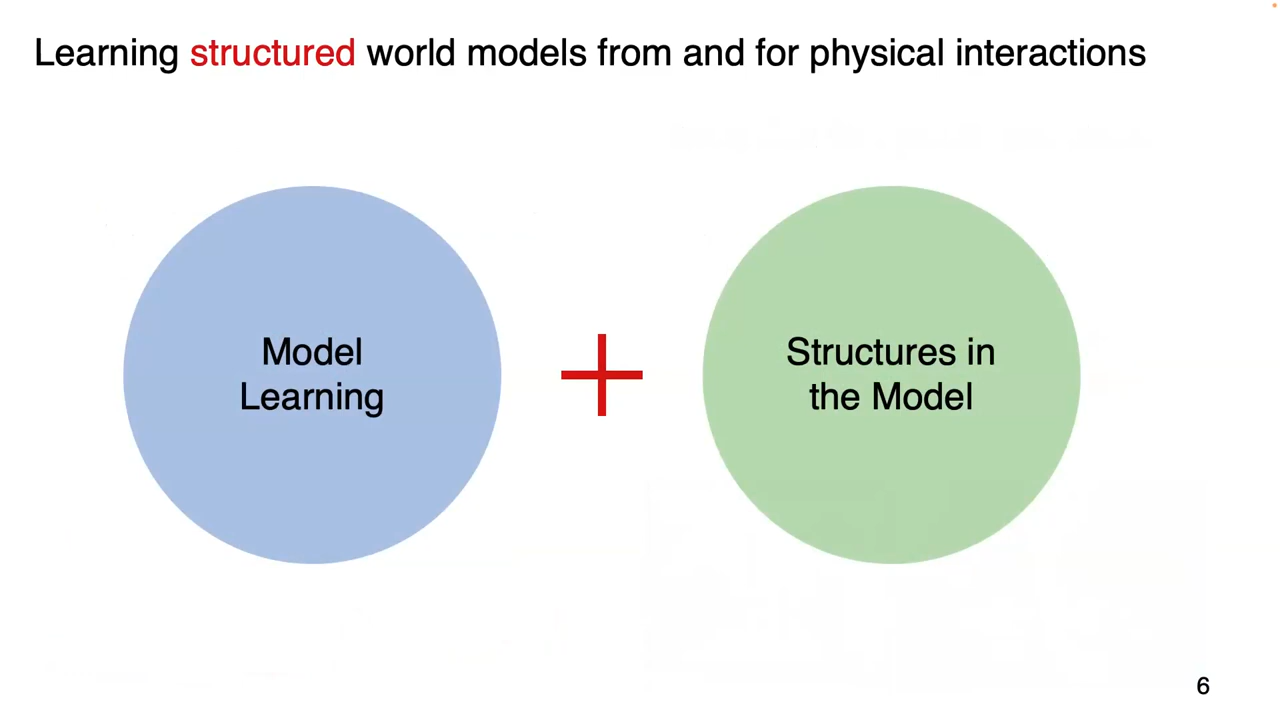 Learning structured world models from and for physical interactions
Model
Learning
Structures in
the Model
6